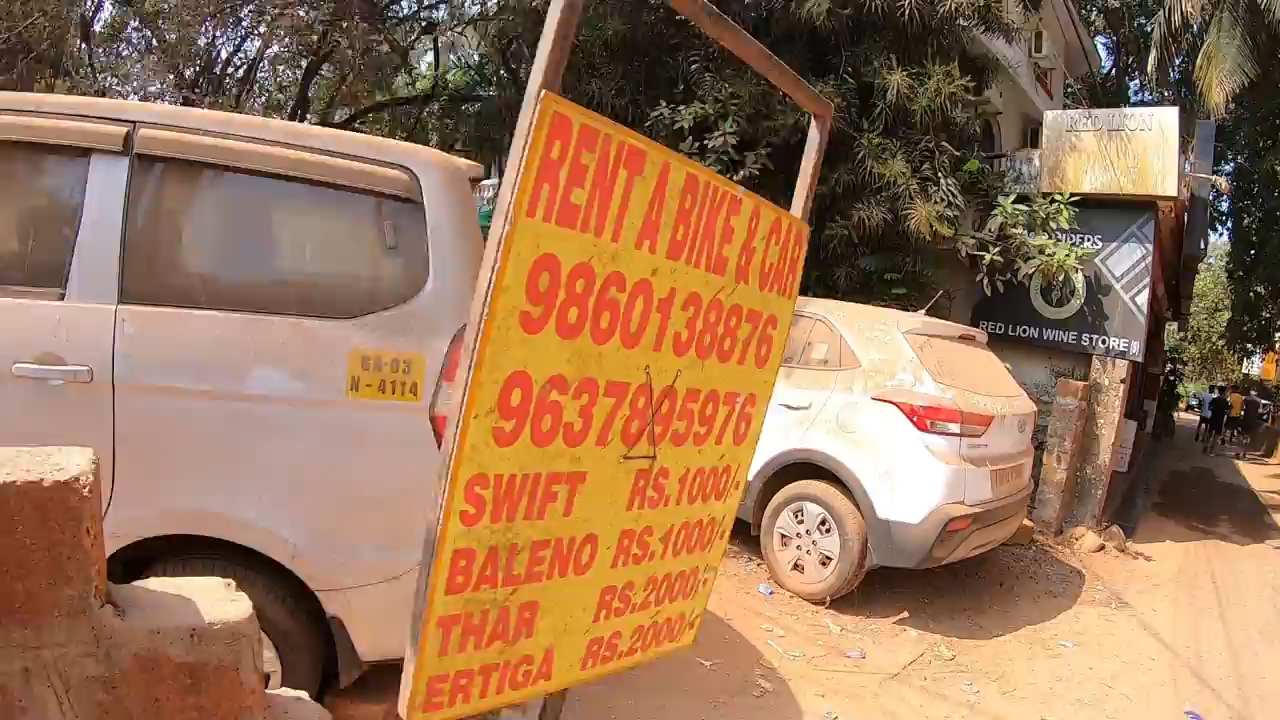 RENT A BIKE & CAR
9860138876
9637895976
SWIFT RS.1000/-
BALENO RS.1000/-
THAR RS.2000/-
ERTIGA RS.2000/-
GA-03
N-4114
RED LION
PIPERS
RED LION WINE STORE (S)